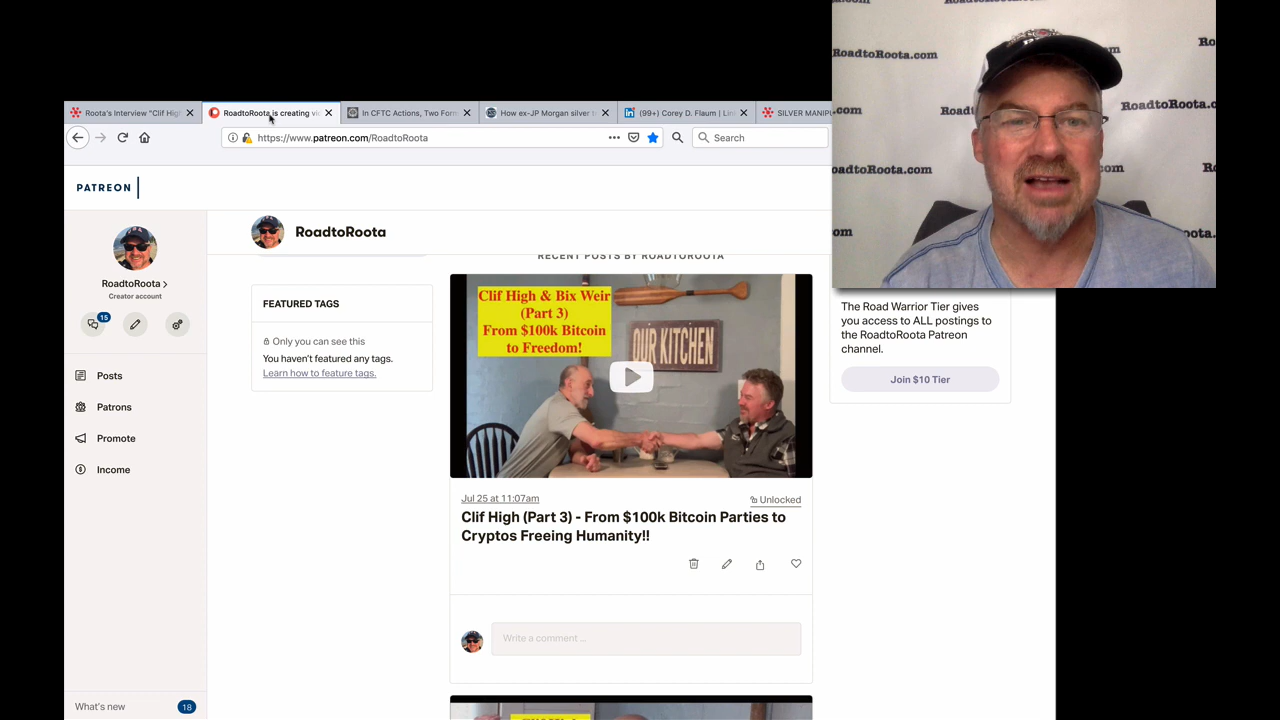 RoadtoRoota.com
RoadtoRoota.com
Roota's Interview "Clif High
RoadtoRoota is creating vi
In CFTC Actions, Two Form
How ex-JP Morgan silver t
(99+) Corey D. Flaum | Lin
SILVER MANIP
https://www.patreon.com/RoadtoRoota
Search
PATREON
RoadtoRoota
RECENT POSTS BY ROADTOROOTA
RoadtoRoota
Creator account
15
FEATURED TAGS
Only you can see this
You haven't featured any tags.
Learn how to feature tags.
Clif High & Bix Weir
(Part 3)
From $100k Bitcoin
to Freedom!
OUR KITCHEN
The Road Warrior Tier gives
you access to ALL postings to
the RoadtoRoota Patreon
channel.
Join $10 Tier
Posts
Patrons
Promote
Income
Jul 25 at 11:07am
Unlocked
Clif High (Part 3) - From $100k Bitcoin Parties to
Cryptos Freeing Humanity!!
Write a comment ...
What's new
18